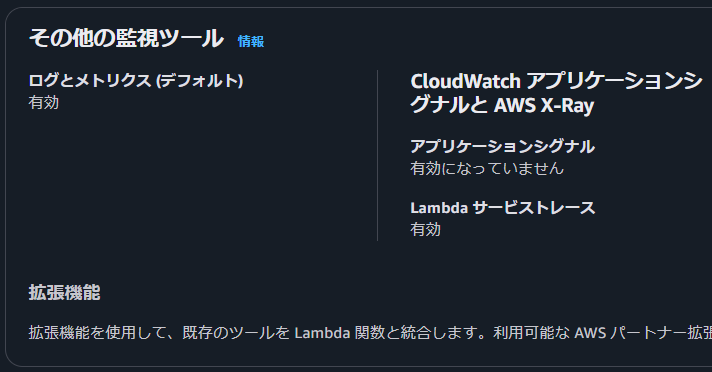 その他の監視ツール 情報
ログとメトリクス (デフォルト)
有効
CloudWatch アプリケーションシ
グナルと AWS X-Ray
アプリケーションシグナル
有効になっていません
Lambda サービストレース
有効
拡張機能
拡張機能を使用して、既存のツールを Lambda 関数と統合します。利用可能な AWS パートナー拡張